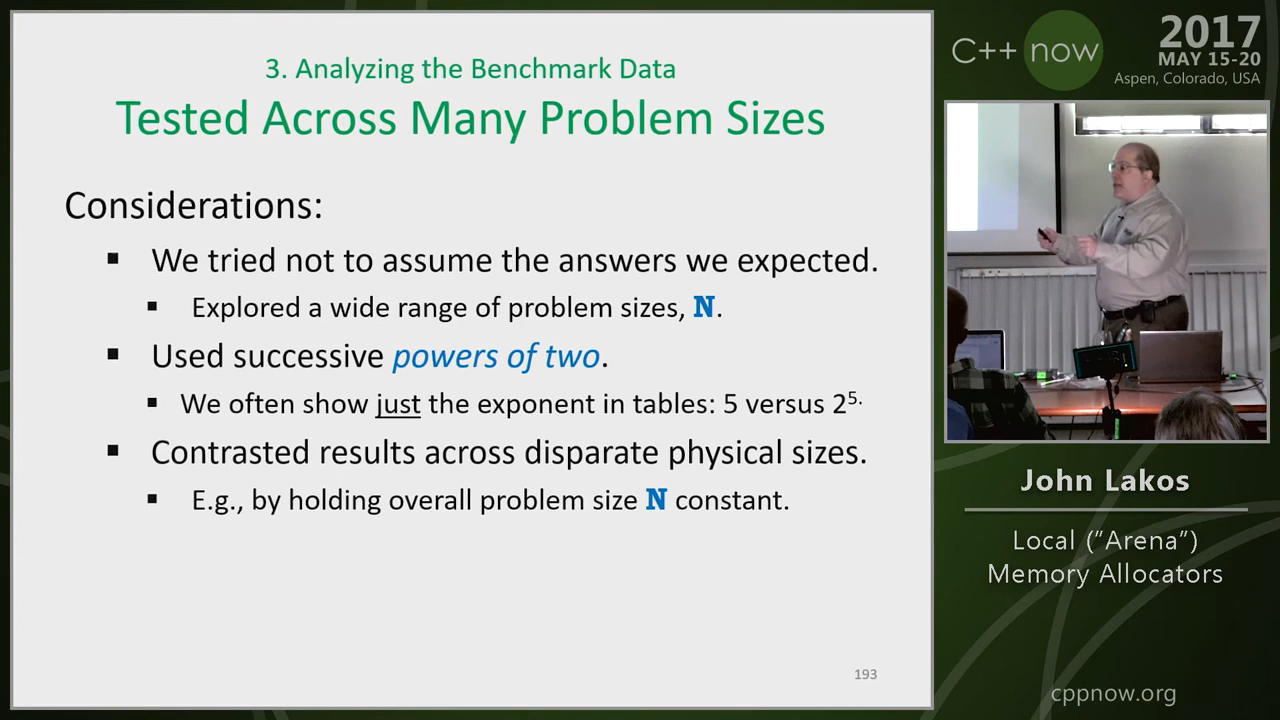 3. Analyzing the Benchmark Data
Tested Across Many Problem Sizes
Considerations:
▪ We tried not to assume the answers we expected.
▪ Explored a wide range of problem sizes, N.
▪ Used successive powers of two.
▪ We often show just the exponent in tables: 5 versus 2⁵.
▪ Contrasted results across disparate physical sizes.
▪ E.g., by holding overall problem size N constant.
193
C++ now
2017
MAY 15-20
Aspen, Colorado, USA
John Lakos
Local ("Arena")
Memory Allocators
cppnow.org